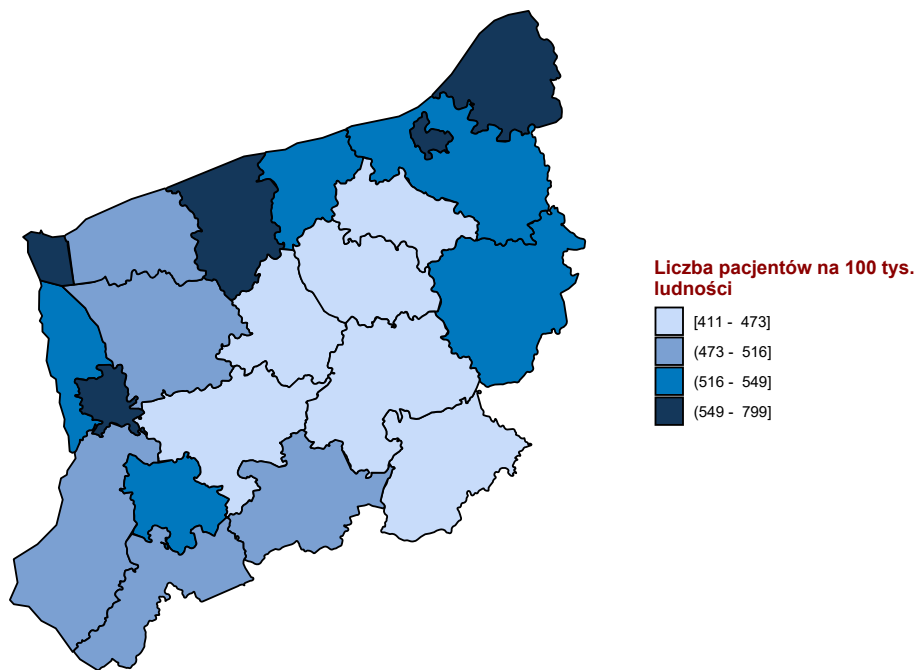 Liczba pacjentów na 100 tys.
ludności
[411 - 473]
(473 - 516]
(516 - 549]
(549 - 799]